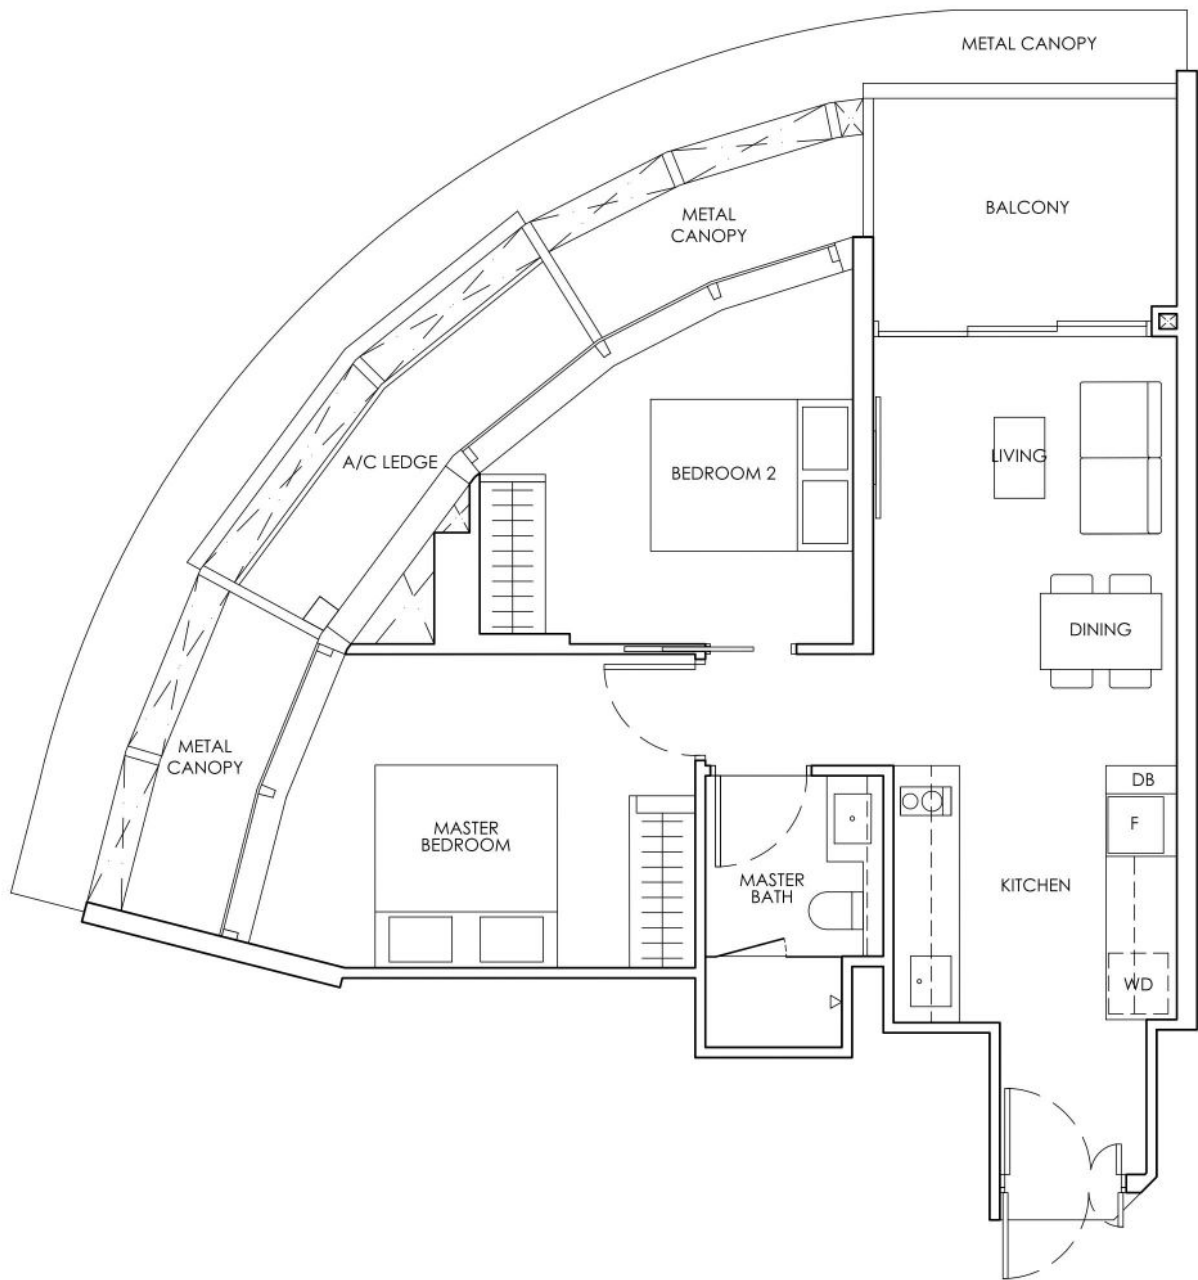 METAL CANOPY
BALCONY
METAL
CANOPY
A/C LEDGE
BEDROOM 2
LIVING
DINING
METAL
CANOPY
DB
F
MASTER
BEDROOM
MASTER
BATH
KITCHEN
WD